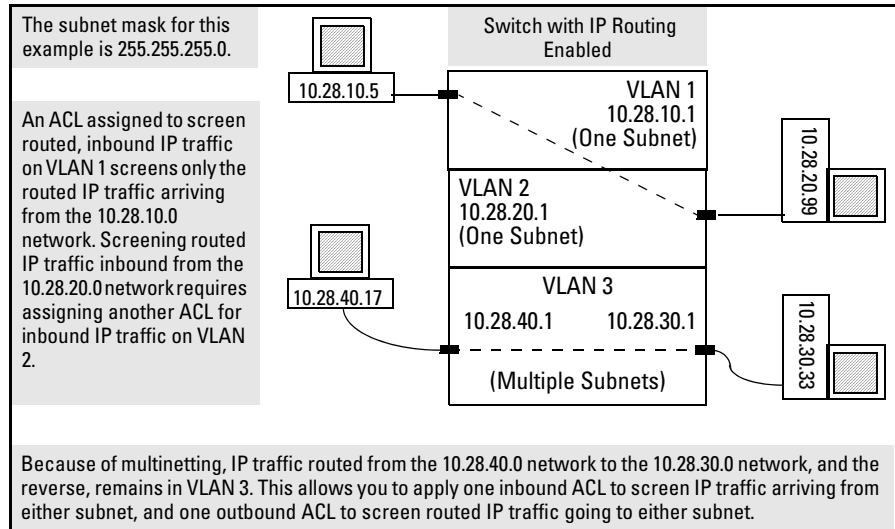 The subnet mask for this
example is 255.255.255.0.
An ACL assigned to screen
routed, inbound IP traffic
on VLAN 1 screens only the
routed IP traffic arriving
from the 10.28.10.0
network. Screening routed
IP traffic inbound from the
10.28.20.0 network requires
assigning another ACL for
inbound IP traffic on VLAN
2.
Switch with IP Routing
Enabled
10.28.10.5
VLAN 1
10.28.10.1
(One Subnet)
VLAN 2
10.28.20.1
(One Subnet)
10.28.20.99
10.28.40.17
VLAN 3
10.28.40.1 10.28.30.1
(Multiple Subnets)
10.28.30.33
Because of multinetting, IP traffic routed from the 10.28.40.0 network to the 10.28.30.0 network, and the
reverse, remains in VLAN 3. This allows you to apply one inbound ACL to screen IP traffic arriving from
either subnet, and one outbound ACL to screen routed IP traffic going to either subnet.